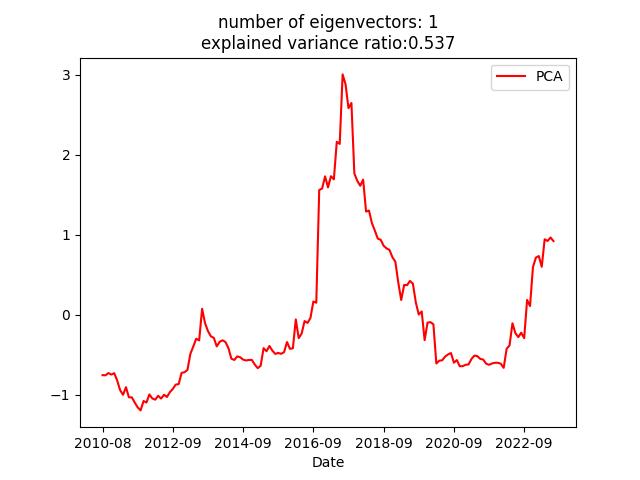 number of eigenvectors: 1
explained variance ratio:0.537
PCA
3
2
1
0
−1
2010-08 2012-09 2014-09 2016-09 2018-09 2020-09 2022-09
Date